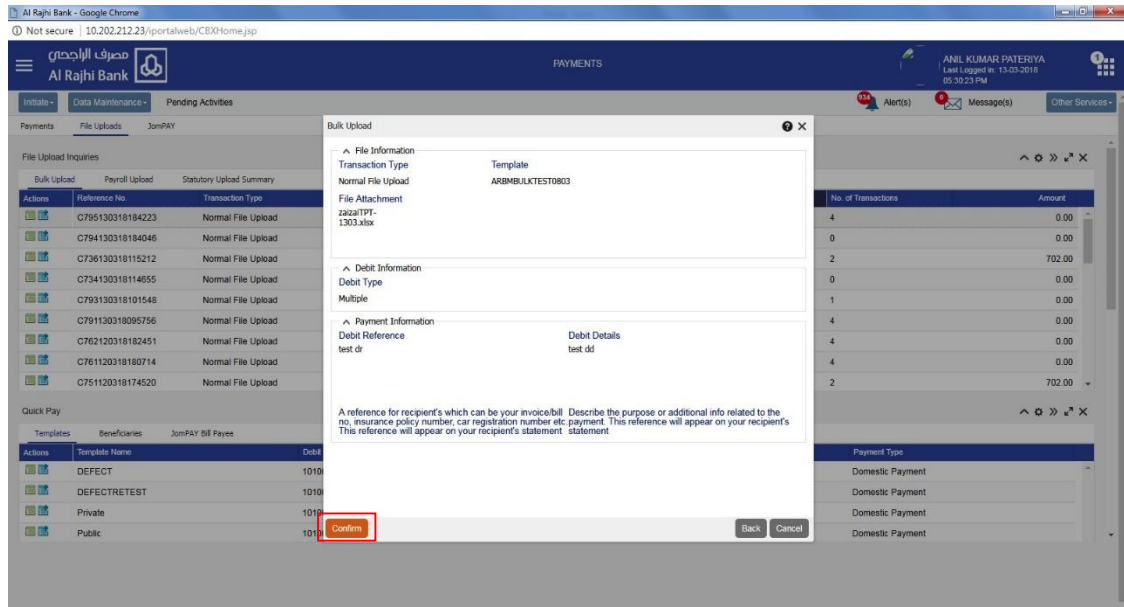 Al Rajhi Bank - Google Chrome
Not secure | 10.202.212.23/iportalweb/CBXHome.jsp
مصرف الراجحي
Al Rajhi Bank
PAYMENTS
ANIL KUMAR PATERIYA
Last Logged in: 13-03-2018
05:30:23 PM
1
Initiate
Data Maintenance
Pending Activities
934 Alert(s)
0 Message(s)
Other Services
Payments File Uploads JomPAY
File Upload Inquiries
Bulk Upload Payroll Upload Statutory Upload Summary
Actions Reference No. Transaction Type No. of Transactions Amount
C795130318184223 Normal File Upload 4 0.00
C794130318184046 Normal File Upload 0 0.00
C736130318115212 Normal File Upload 2 702.00
C734130318114655 Normal File Upload 0 0.00
C793130318101548 Normal File Upload 1 0.00
C791130318095756 Normal File Upload 4 0.00
C762120318182451 Normal File Upload 4 0.00
C761120318180714 Normal File Upload 4 0.00
C751120318174520 Normal File Upload 2 702.00
Quick Pay
Templates Beneficiaries JomPAY Bill Payee
Actions Template Name Debit Payment Type
DEFECT 1010 Domestic Payment
DEFECTRETEST 1010 Domestic Payment
Private 1010 Domestic Payment
Public 1010 Domestic Payment
Bulk Upload
File Information
Transaction Type Template
Normal File Upload ARBMBULKTEST0803
File Attachment
zaizaiTPT-
1303.xlsx
Debit Information
Debit Type
Multiple
Payment Information
Debit Reference Debit Details
test dr test dd
A reference for recipient's which can be your invoice/bill Describe the purpose or additional info related to the
no, insurance policy number, car registration number etc. payment. This reference will appear on your recipient's
This reference will appear on your recipient's statement statement
Confirm Back Cancel